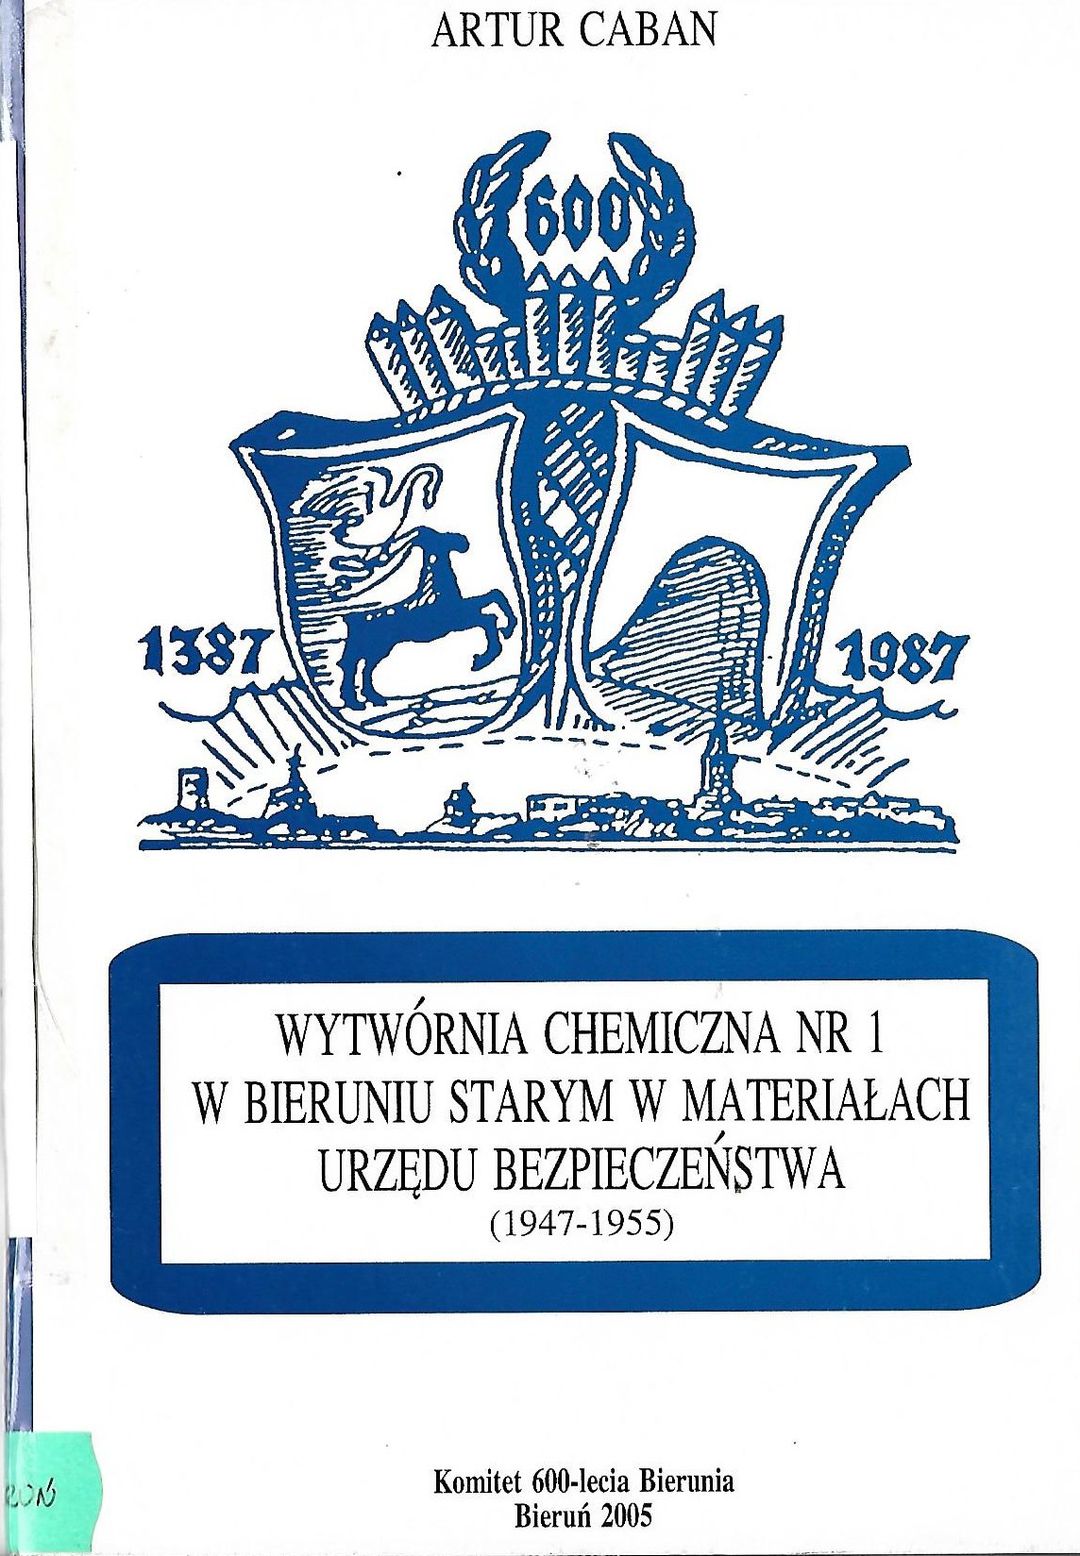 ARTUR CABAN
600
1387
1987
WYTWÓRNIA CHEMICZNA NR 1
W BIERUNIU STARYM W MATERIAŁACH
URZĘDU BEZPIECZEŃSTWA
(1947-1955)
Komitet 600-lecia Bierunia
Bieruń 2005